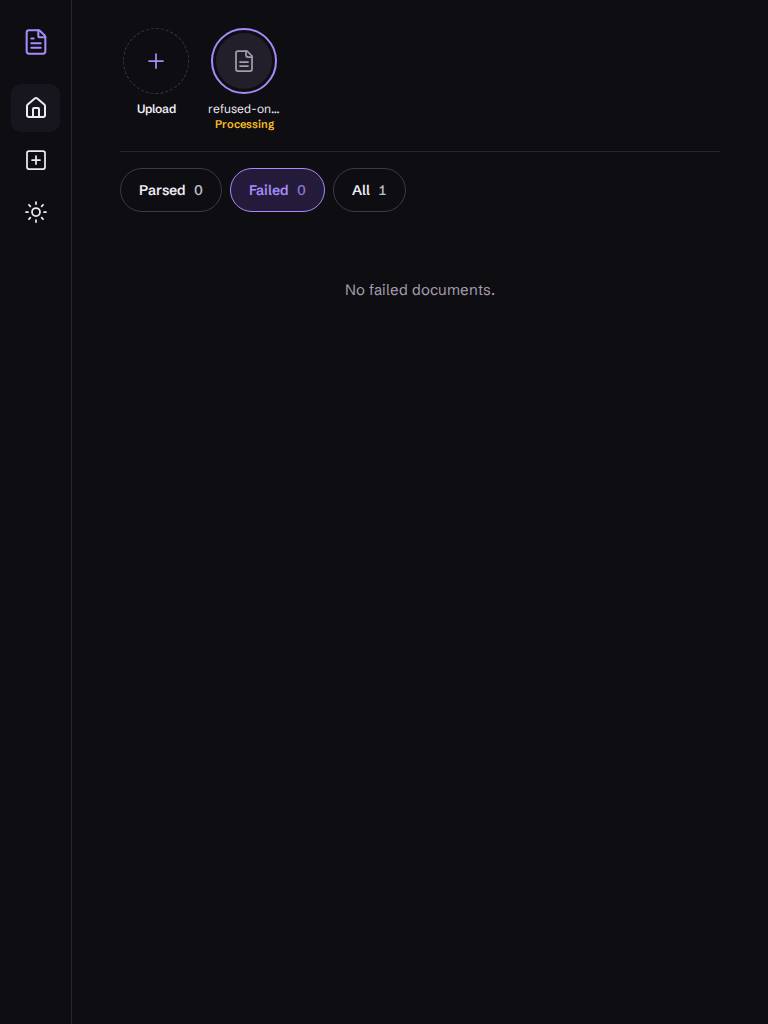 Upload
refused-on...
Processing
Parsed 0
Failed 0
All 1
No failed documents.